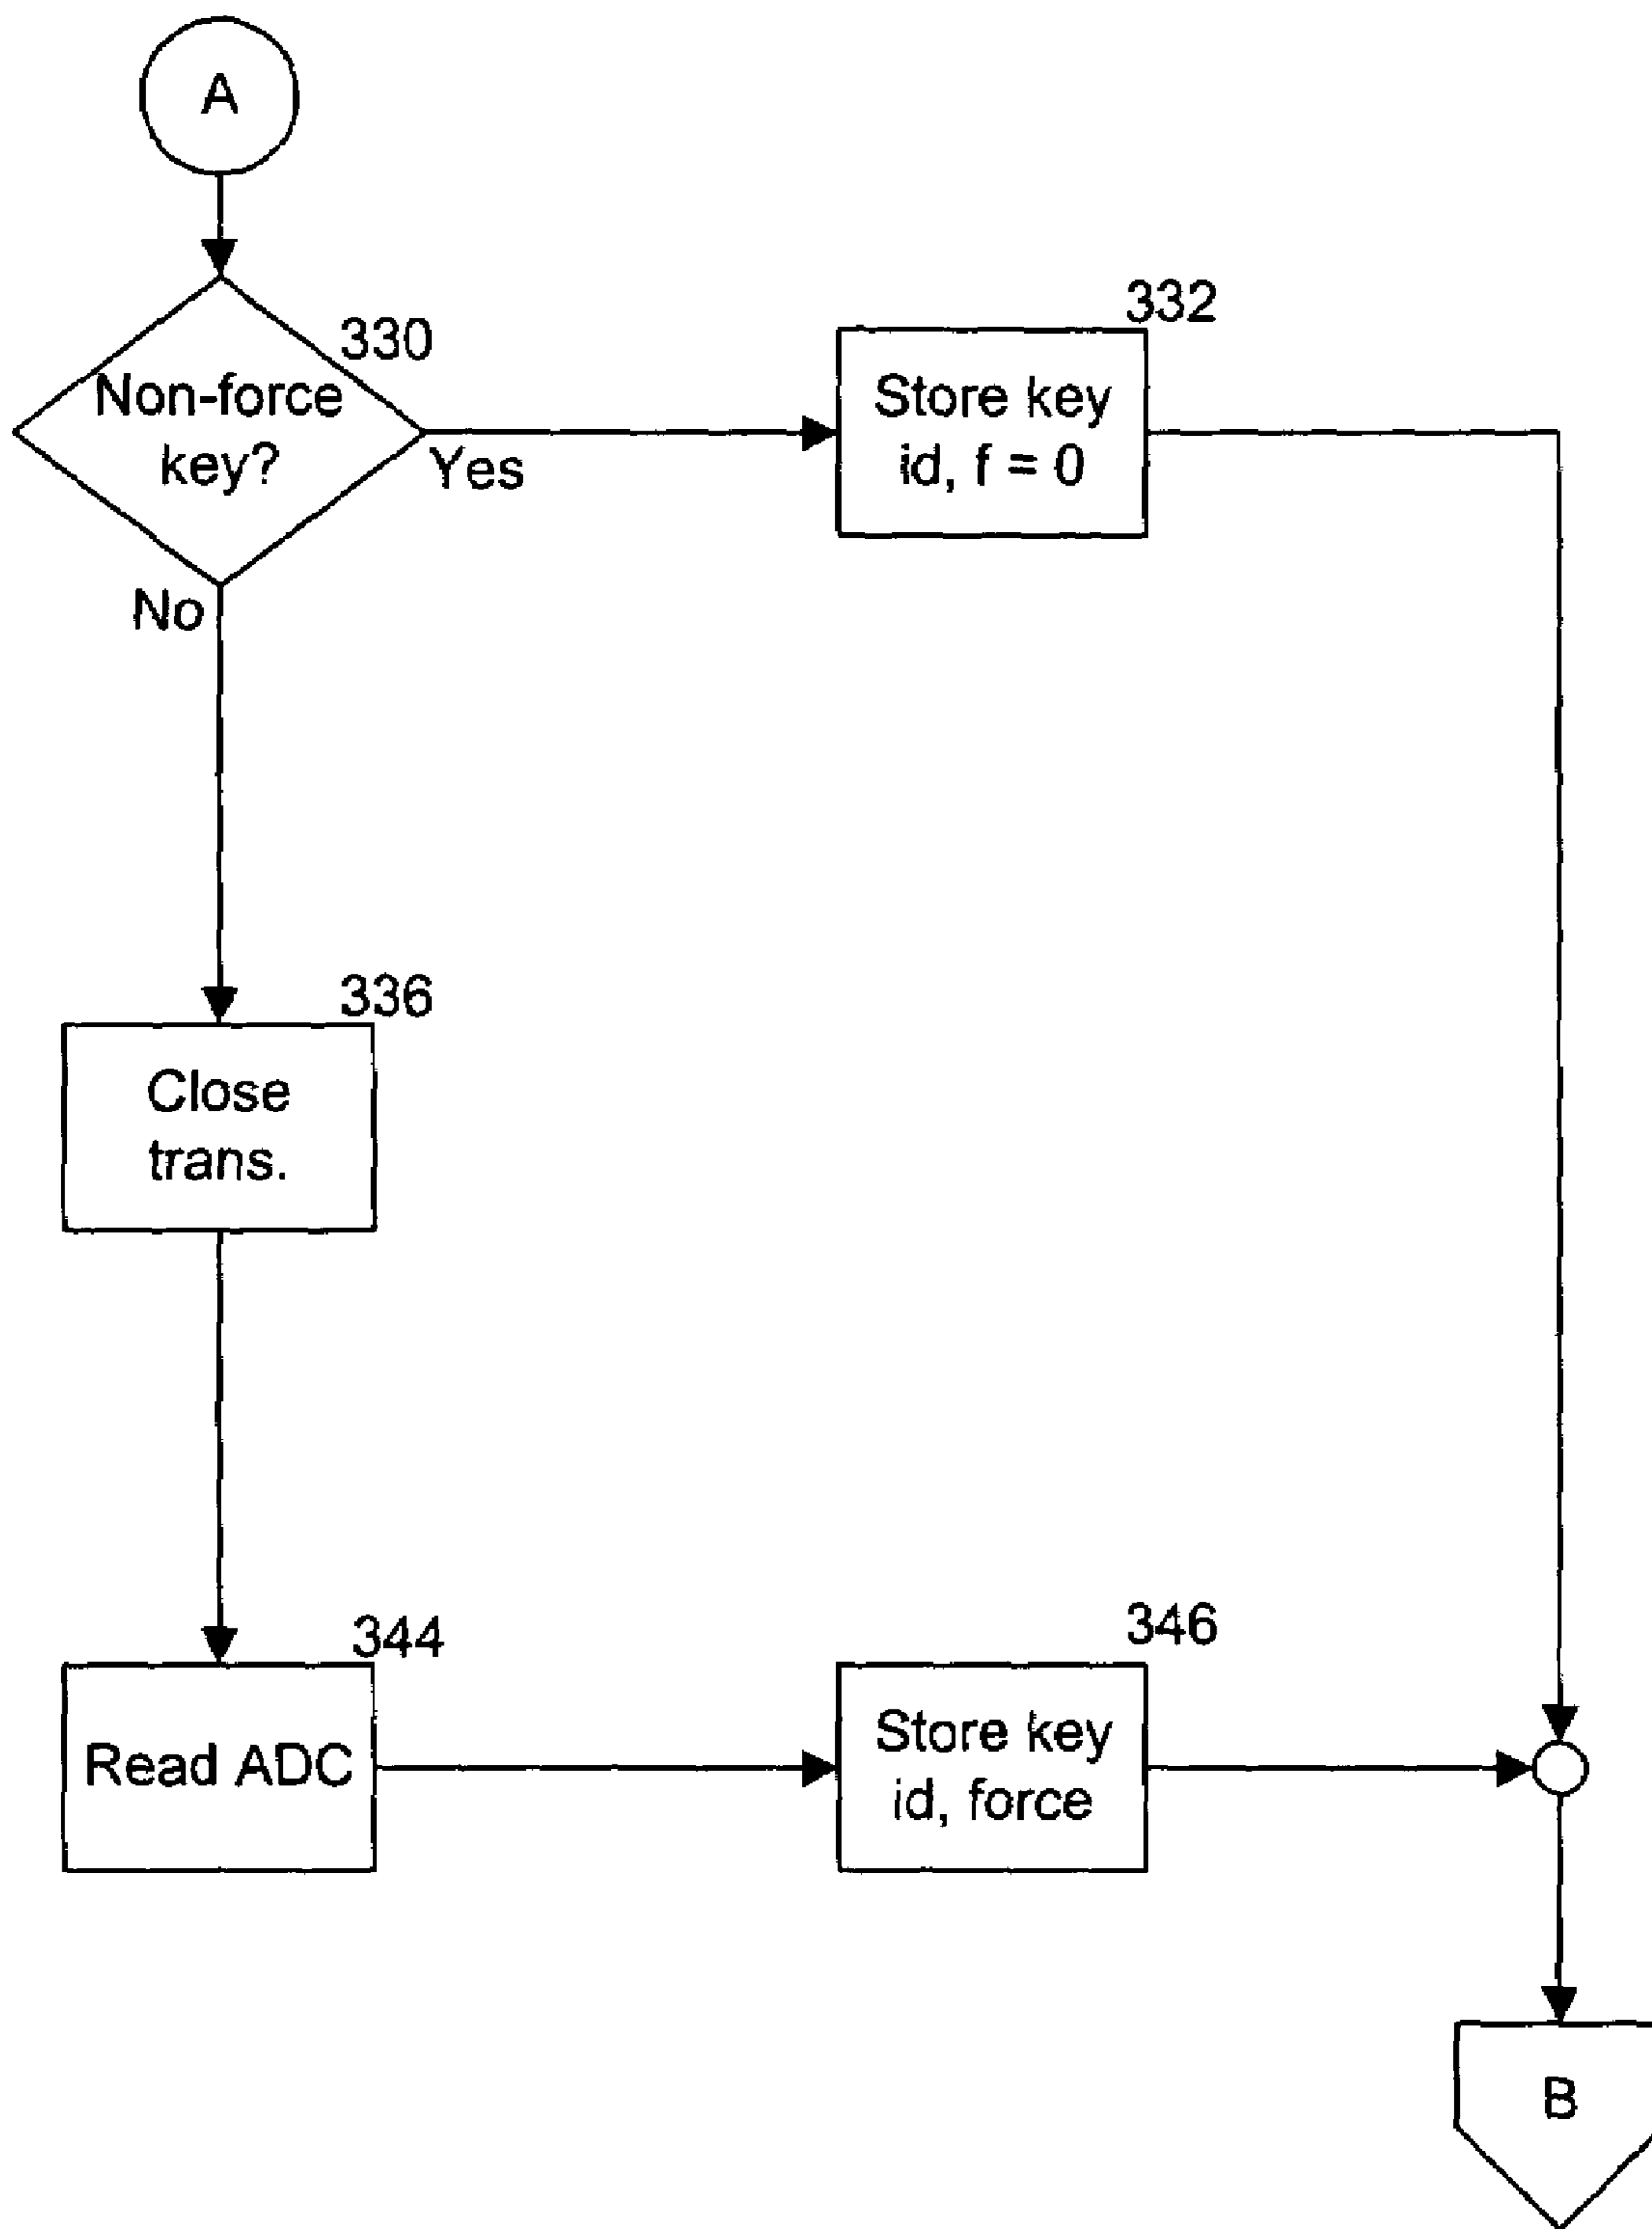 A
330
Non-force
key?
Yes
No
332
Store key
id, f = 0
336
Close
trans.
344
Read ADC
346
Store key
id, force
B